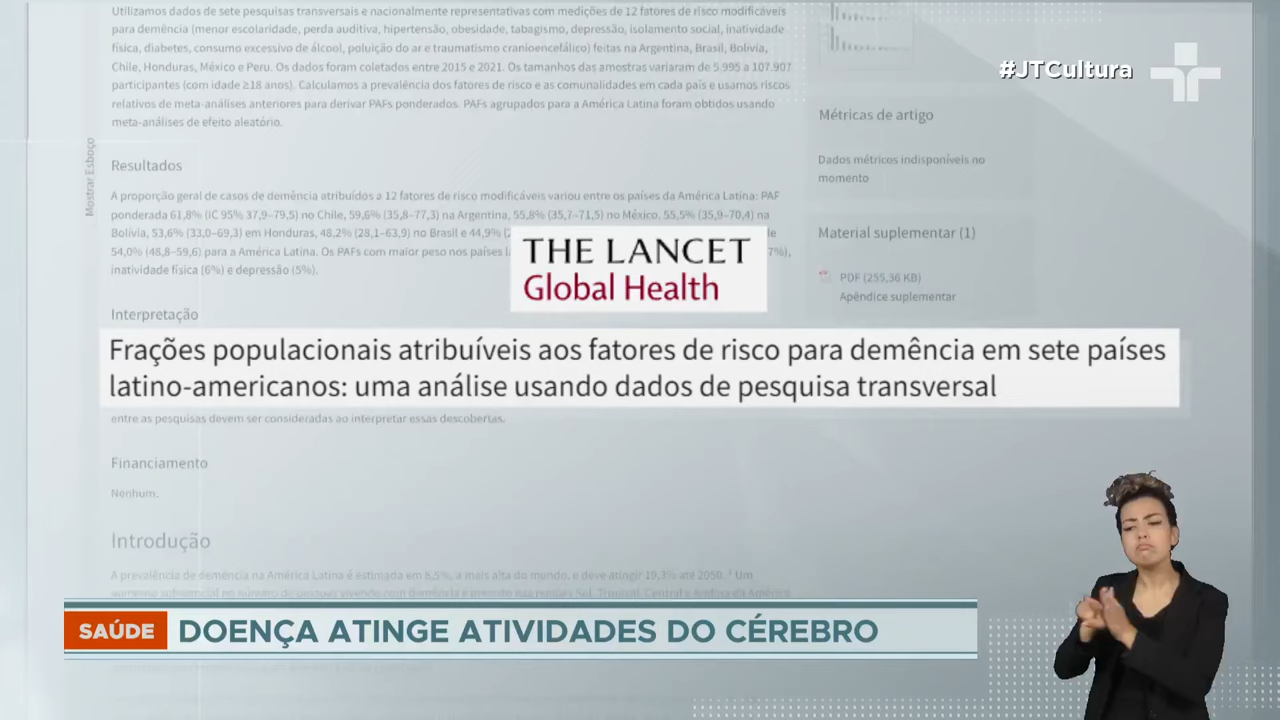 Utilizamos dados de sete pesquisas transversais e nacionalmente representativas com medições de 12 fatores de risco modificáveis
para demência (menor escolaridade, perda auditiva, hipertensão, obesidade, tabagismo, depressão, isolamento social, inatividade
física, diabetes, consumo excessivo de álcool, poluição do ar e traumatismo cranioencefálico) feitas na Argentina, Brasil, Bolívia,
Chile, Honduras, México e Peru. Os dados foram coletados entre 2015 e 2021. Os tamanhos das amostras variaram de 5.995 a 107.907
participantes (com idade ≥18 anos). Calculamos a prevalência dos fatores de risco e as comunalidades em cada país e usamos riscos
relativos de meta-análises anteriores para derivar PAFs ponderados. PAFs agrupados para a América Latina foram obtidos usando
meta-análises de efeito aleatório.
#JTCultura
Mostrar Esboço
Métricas de artigo
Dados métricos indisponíveis no
momento
Material suplementar (1)
PDF (255,36 KB)
Apêndice suplementar
Resultados
A proporção geral de casos de demência atribuídos a 12 fatores de risco modificáveis variou entre os países da América Latina: PAF
ponderada 61,8% (IC 95% 37,9–79,5) no Chile, 59,6% (35,8–77,3) na Argentina, 55,8% (35,7–71,5) no México, 55,5% (35,9–70,4) na
Bolívia, 53,6% (33,0–69,3) em Honduras, 48,2% (28,1–63,9) no Brasil e 44,9%
de 54,0% (48,8–59,6) para a América Latina. Os PAFs com maior peso nos países 7%),
inatividade física (6%) e depressão (5%).
THE LANCET
Global Health
Interpretação
Frações populacionais atribuíveis aos fatores de risco para demência em sete países
latino-americanos: uma análise usando dados de pesquisa transversal
entre as pesquisas devem ser consideradas ao interpretar essas descobertas.
Financiamento
Nenhum.
Introdução
A prevalência de demência na América Latina é estimada em 8,5%, a mais alta do mundo, e deve atingir 19,3% até 2050. Um
SAÚDE DOENÇA ATINGE ATIVIDADES DO CÉREBRO